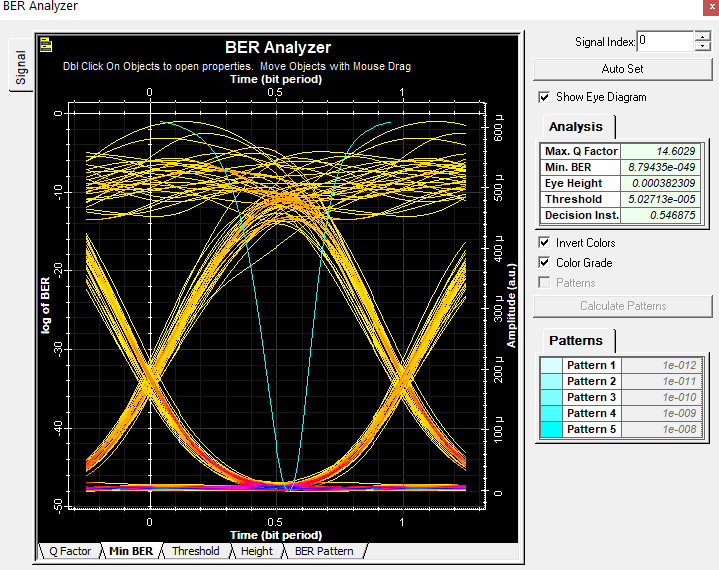 BER Analyzer
x
Signal
BER Analyzer
Dbl Click On Objects to open properties. Move Objects with Mouse Drag
Time (bit period)
0 0.5 1
log of BER
0
-10
-20
-30
-40
-50
Amplitude (a.u.)
600 µ
500 µ
400 µ
300 µ
200 µ
100 µ
0
0 0.5 1
Time (bit period)
Q Factor Min BER Threshold Height BER Pattern
Signal Index: 0
Auto Set
Show Eye Diagram
Analysis
Max. Q Factor 14.6029
Min. BER 8.79435e-049
Eye Height 0.000382309
Threshold 5.02713e-005
Decision Inst. 0.546875
Invert Colors
Color Grade
Patterns
Calculate Patterns
Patterns
Pattern 1 1e-012
Pattern 2 1e-011
Pattern 3 1e-010
Pattern 4 1e-009
Pattern 5 1e-008